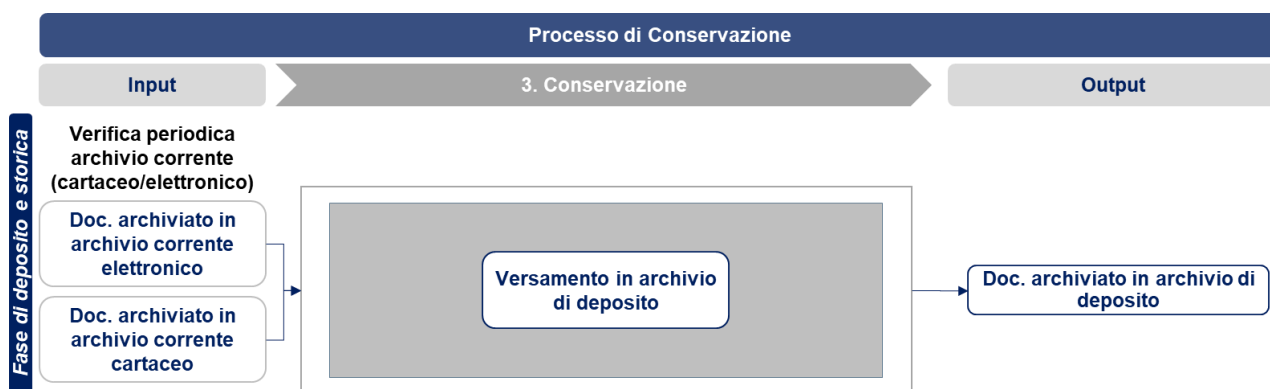 Processo di Conservazione
Input
3. Conservazione
Output
Fase di deposito e storica
Verifica periodica
archivio corrente
(cartaceo/elettronico)
Doc. archiviato in
archivio corrente
elettronico
Doc. archiviato in
archivio corrente
cartaceo
Versamento in archivio
di deposito
Doc. archiviato in archivio di
deposito